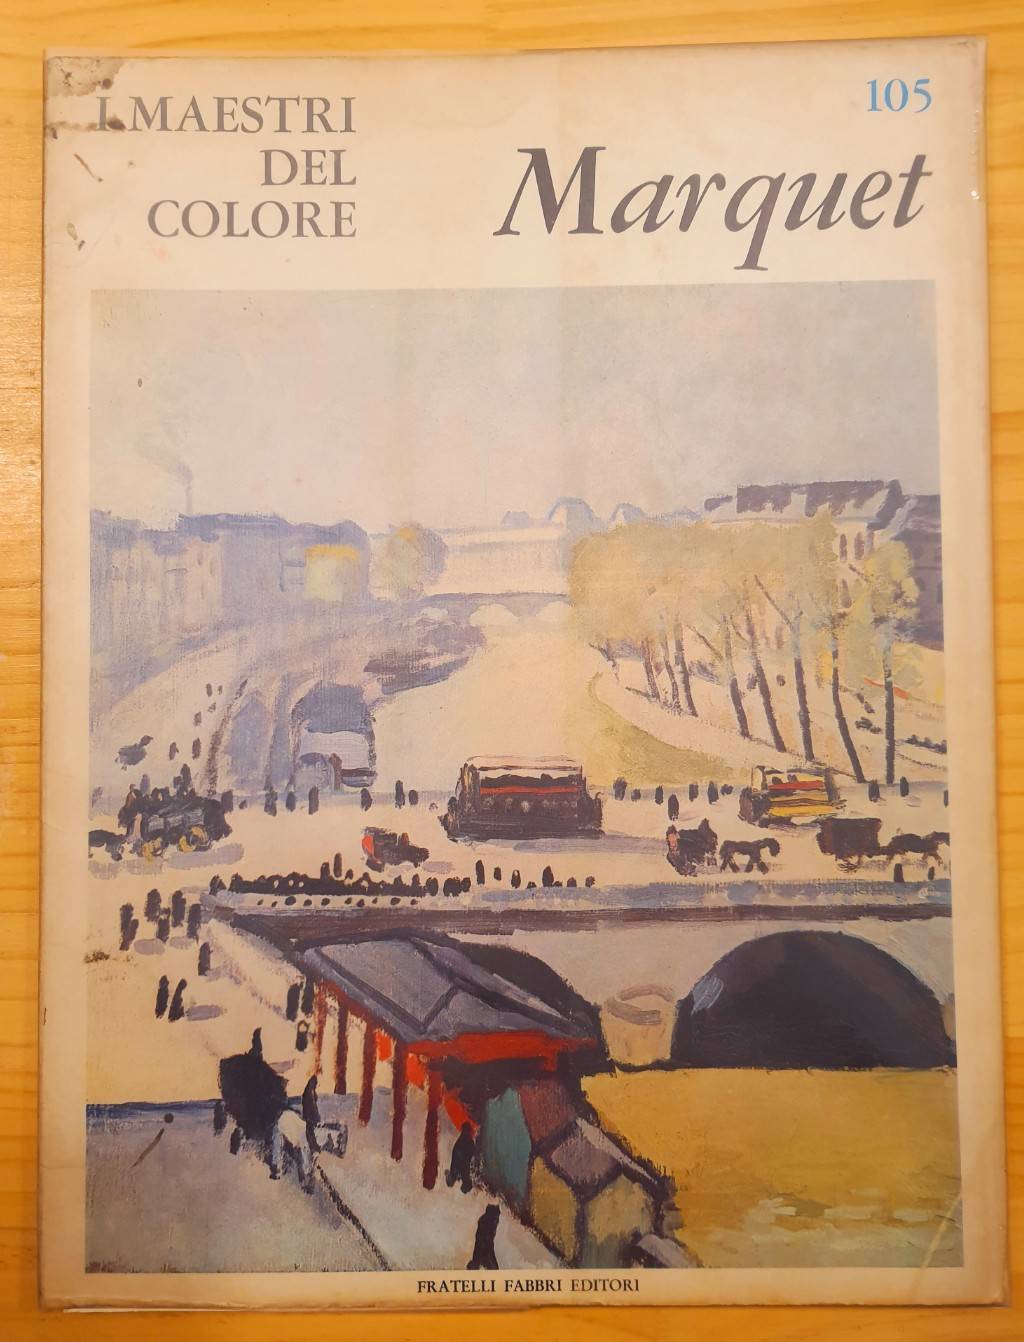 I MAESTRI
DEL
COLORE
105
Marquet
FRATELLI FABBRI EDITORI